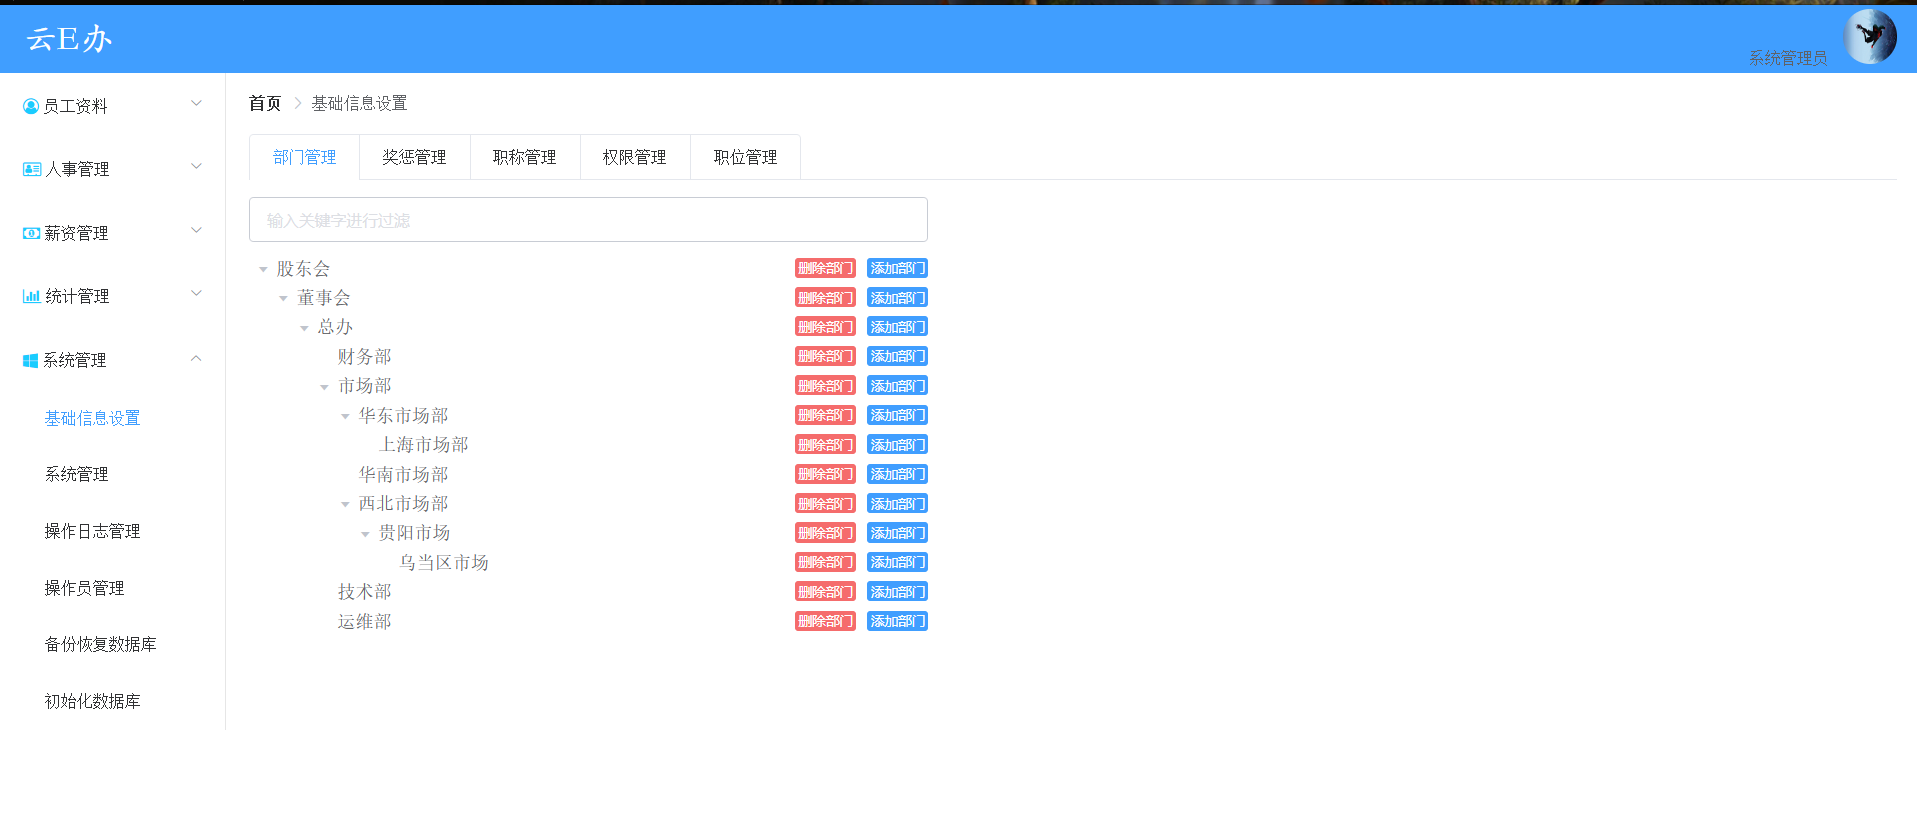 云E办
系统管理员
员工资料
人事管理
薪资管理
统计管理
系统管理
基础信息设置
系统管理
操作日志管理
操作员管理
备份恢复数据库
初始化数据库
首页 > 基础信息设置
部门管理 奖惩管理 职称管理 权限管理 职位管理
输入关键字进行过滤
股东会 删除部门 添加部门
董事会 删除部门 添加部门
总办 删除部门 添加部门
财务部 删除部门 添加部门
市场部 删除部门 添加部门
华东市场部 删除部门 添加部门
上海市场部 删除部门 添加部门
华南市场部 删除部门 添加部门
西北市场部 删除部门 添加部门
贵阳市场 删除部门 添加部门
乌当区市场 删除部门 添加部门
技术部 删除部门 添加部门
运维部 删除部门 添加部门